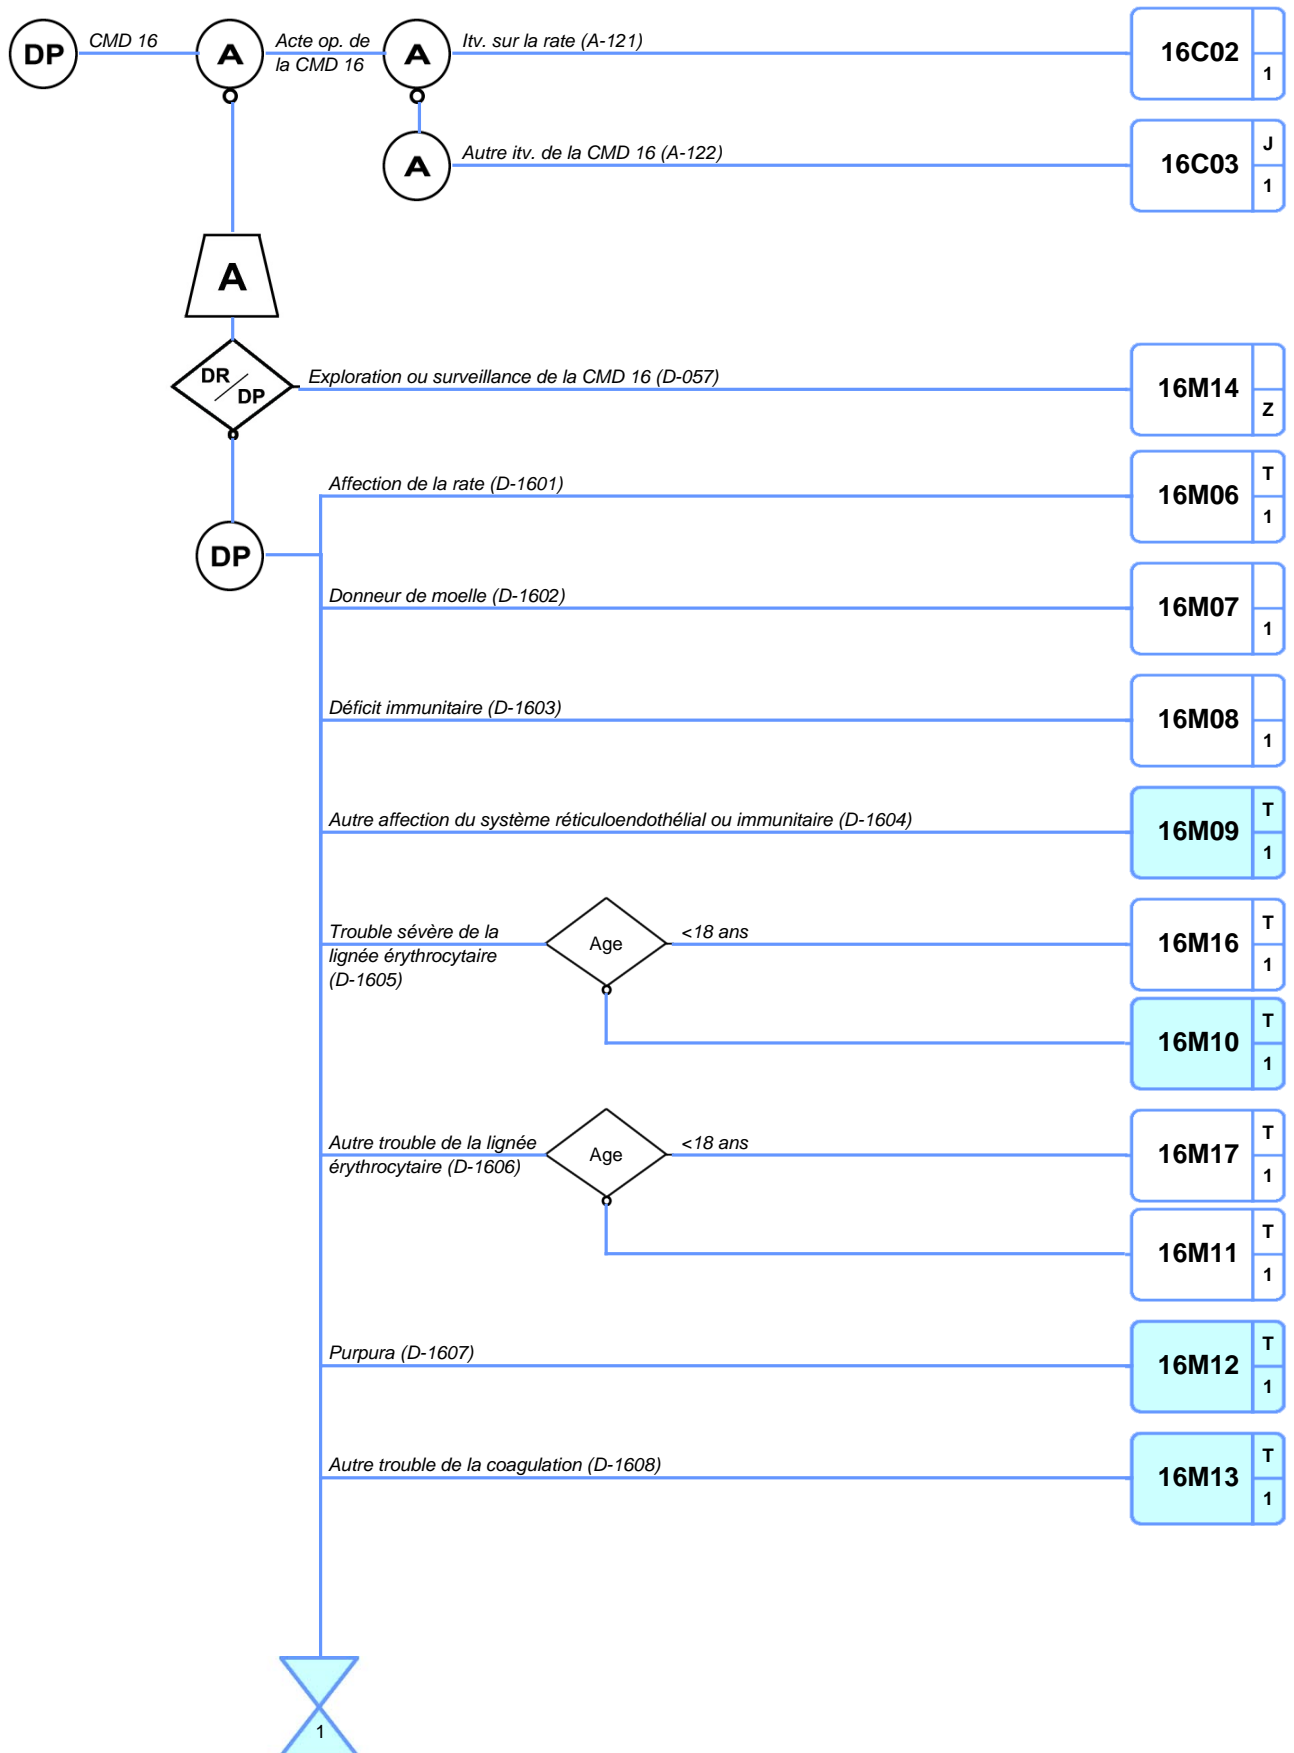 DP
CMD 16
A
Acte op. de
la CMD 16
A
Itv. sur la rate (A-121)
16C02
1
A
Autre itv. de la CMD 16 (A-122)
16C03
J
1
A
DR
DP
Exploration ou surveillance de la CMD 16 (D-057)
16M14
Z
DP
Affection de la rate (D-1601)
16M06
T
1
Donneur de moelle (D-1602)
16M07
1
Déficit immunitaire (D-1603)
16M08
1
Autre affection du système réticuloendothélial ou immunitaire (D-1604)
16M09
T
1
Trouble sévère de la
lignée érythrocytaire
(D-1605)
Age
<18 ans
16M16
T
1
16M10
T
1
Autre trouble de la lignée
érythrocytaire (D-1606)
Age
<18 ans
16M17
T
1
16M11
T
1
Purpura (D-1607)
16M12
T
1
Autre trouble de la coagulation (D-1608)
16M13
T
1
1